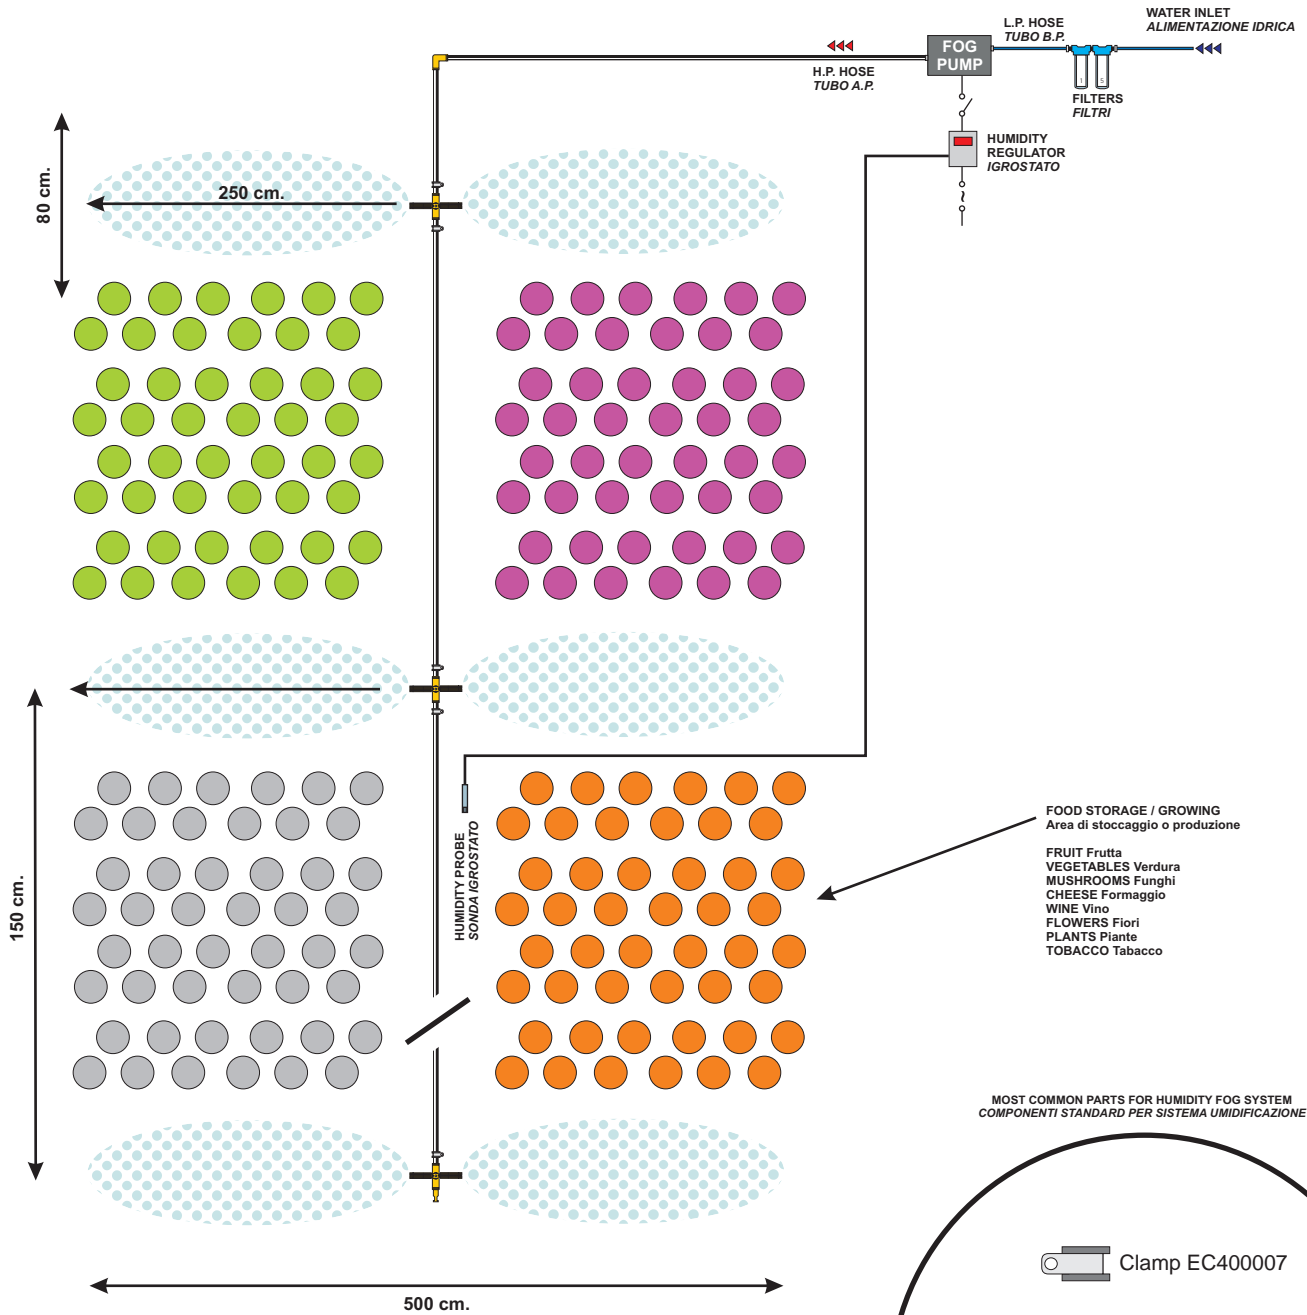 WATER INLET
ALIMENTAZIONE IDRICA
L.P. HOSE
TUBO B.P.
FOG
PUMP
H.P. HOSE
TUBO A.P.
1
5
FILTERS
FILTRI
HUMIDITY
REGULATOR
IGROSTATO
~
80 cm.
250 cm.
150 cm.
HUMIDITY PROBE
SONDA IGROSTATO
FOOD STORAGE / GROWING
Area di stoccaggio o produzione
FRUIT Frutta
VEGETABLES Verdura
MUSHROOMS Funghi
CHEESE Formaggio
WINE Vino
FLOWERS Fiori
PLANTS Piante
TOBACCO Tabacco
MOST COMMON PARTS FOR HUMIDITY FOG SYSTEM
COMPONENTI STANDARD PER SISTEMA UMIDIFICAZIONE
Clamp EC400007
500 cm.